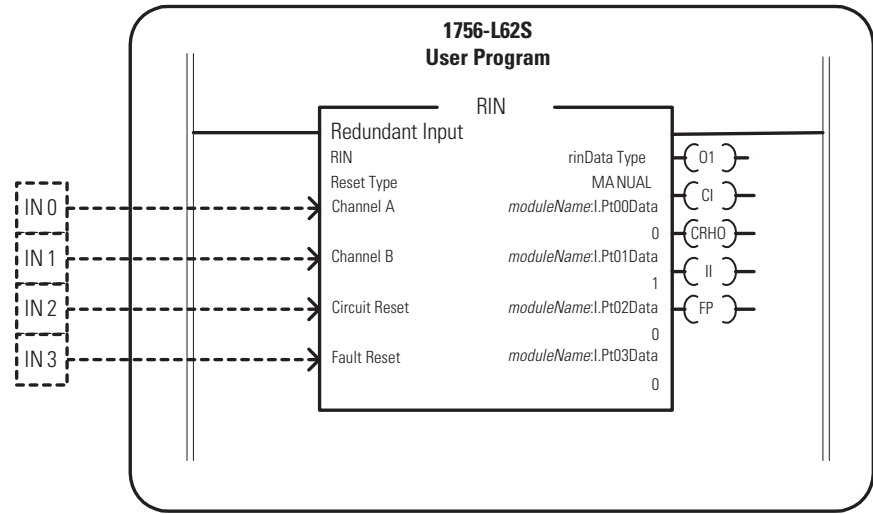 1756-L62S
User Program
RIN
Redundant Input
RIN rinData Type O1
Reset Type MANUAL CI
IN 0 Channel A moduleName:I.Pt00Data
0 CRHO
IN 1 Channel B moduleName:I.Pt01Data II
1
IN 2 Circuit Reset moduleName:I.Pt02Data FP
0
IN 3 Fault Reset moduleName:I.Pt03Data
0